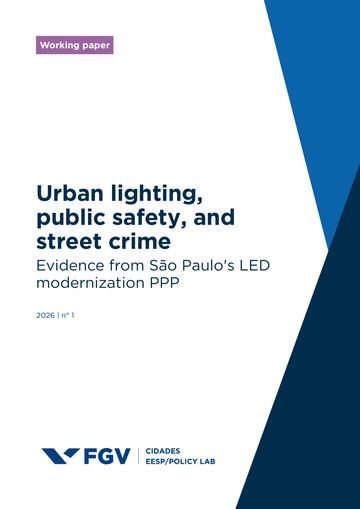 Working paper
Urban lighting,
public safety, and
street crime
Evidence from São Paulo's LED
modernization PPP
2026 | nº 1
FGV
CIDADES
EESP/POLICY LAB